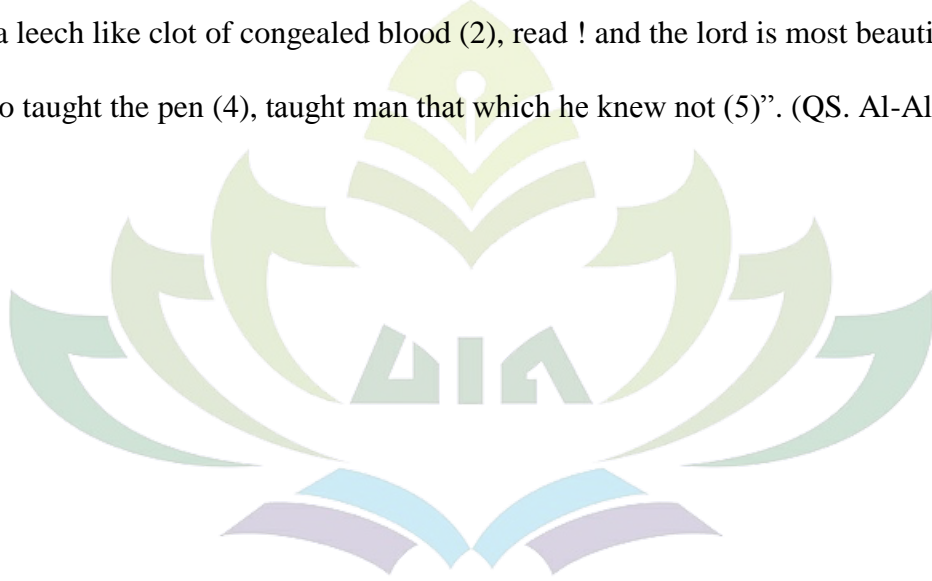 a leech like clot of congealed blood (2), read ! and the lord is most beauti
o taught the pen (4), taught man that which he knew not (5)”. (QS. Al-Al
UIN